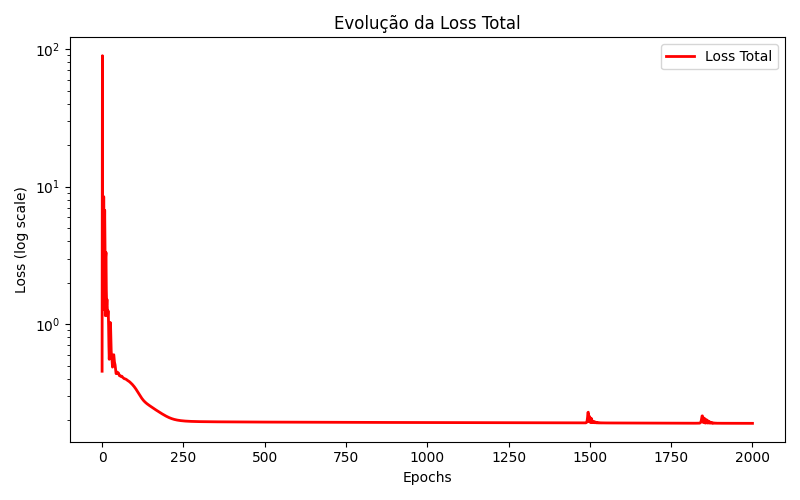 Evolução da Loss Total
Loss Total
Loss (log scale)
10²
10¹
10⁰
0 250 500 750 1000 1250 1500 1750 2000
Epochs